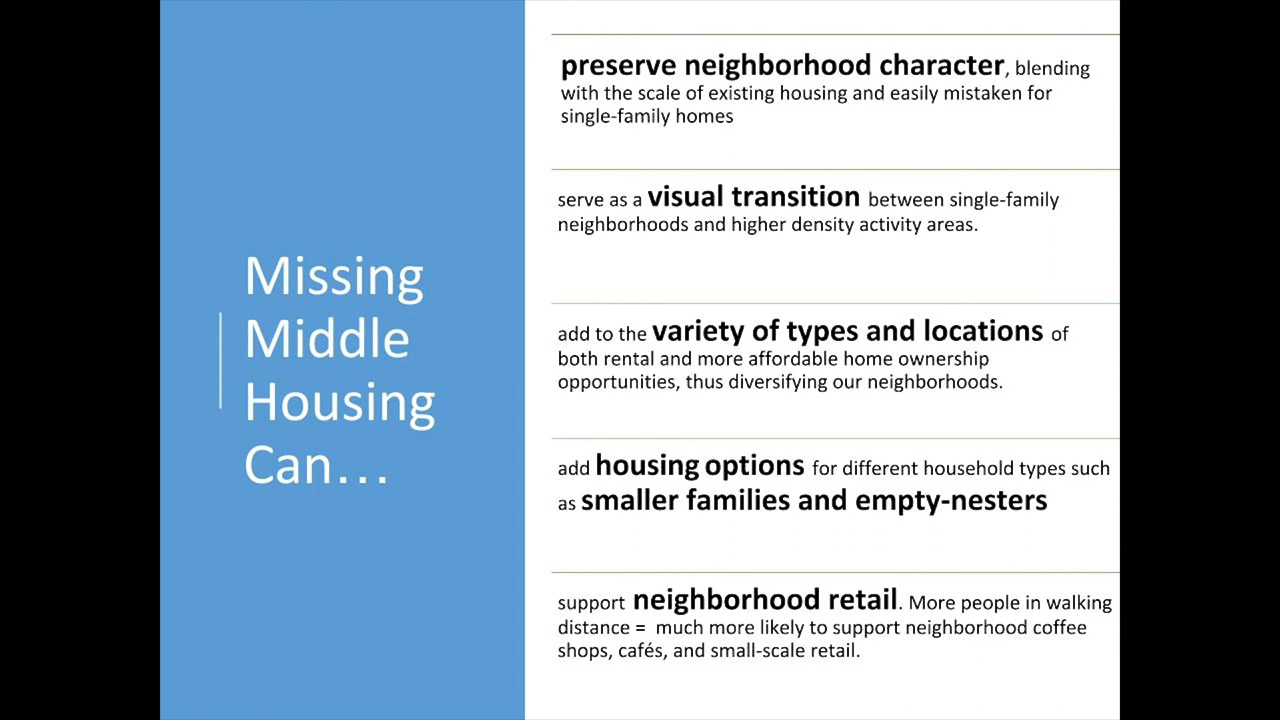 Missing
Middle
Housing
Can…
preserve neighborhood character, blending
with the scale of existing housing and easily mistaken for
single-family homes
serve as a visual transition between single-family
neighborhoods and higher density activity areas.
add to the variety of types and locations of
both rental and more affordable home ownership
opportunities, thus diversifying our neighborhoods.
add housing options for different household types such
as smaller families and empty-nesters
support neighborhood retail. More people in walking
distance = much more likely to support neighborhood coffee
shops, cafés, and small-scale retail.